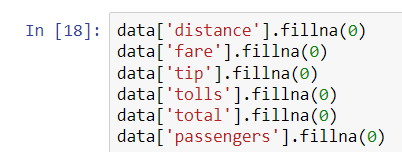 In [18]: data['distance'].fillna(0)
data['fare'].fillna(0)
data['tip'].fillna(0)
data['tolls'].fillna(0)
data['total'].fillna(0)
data['passengers'].fillna(0)